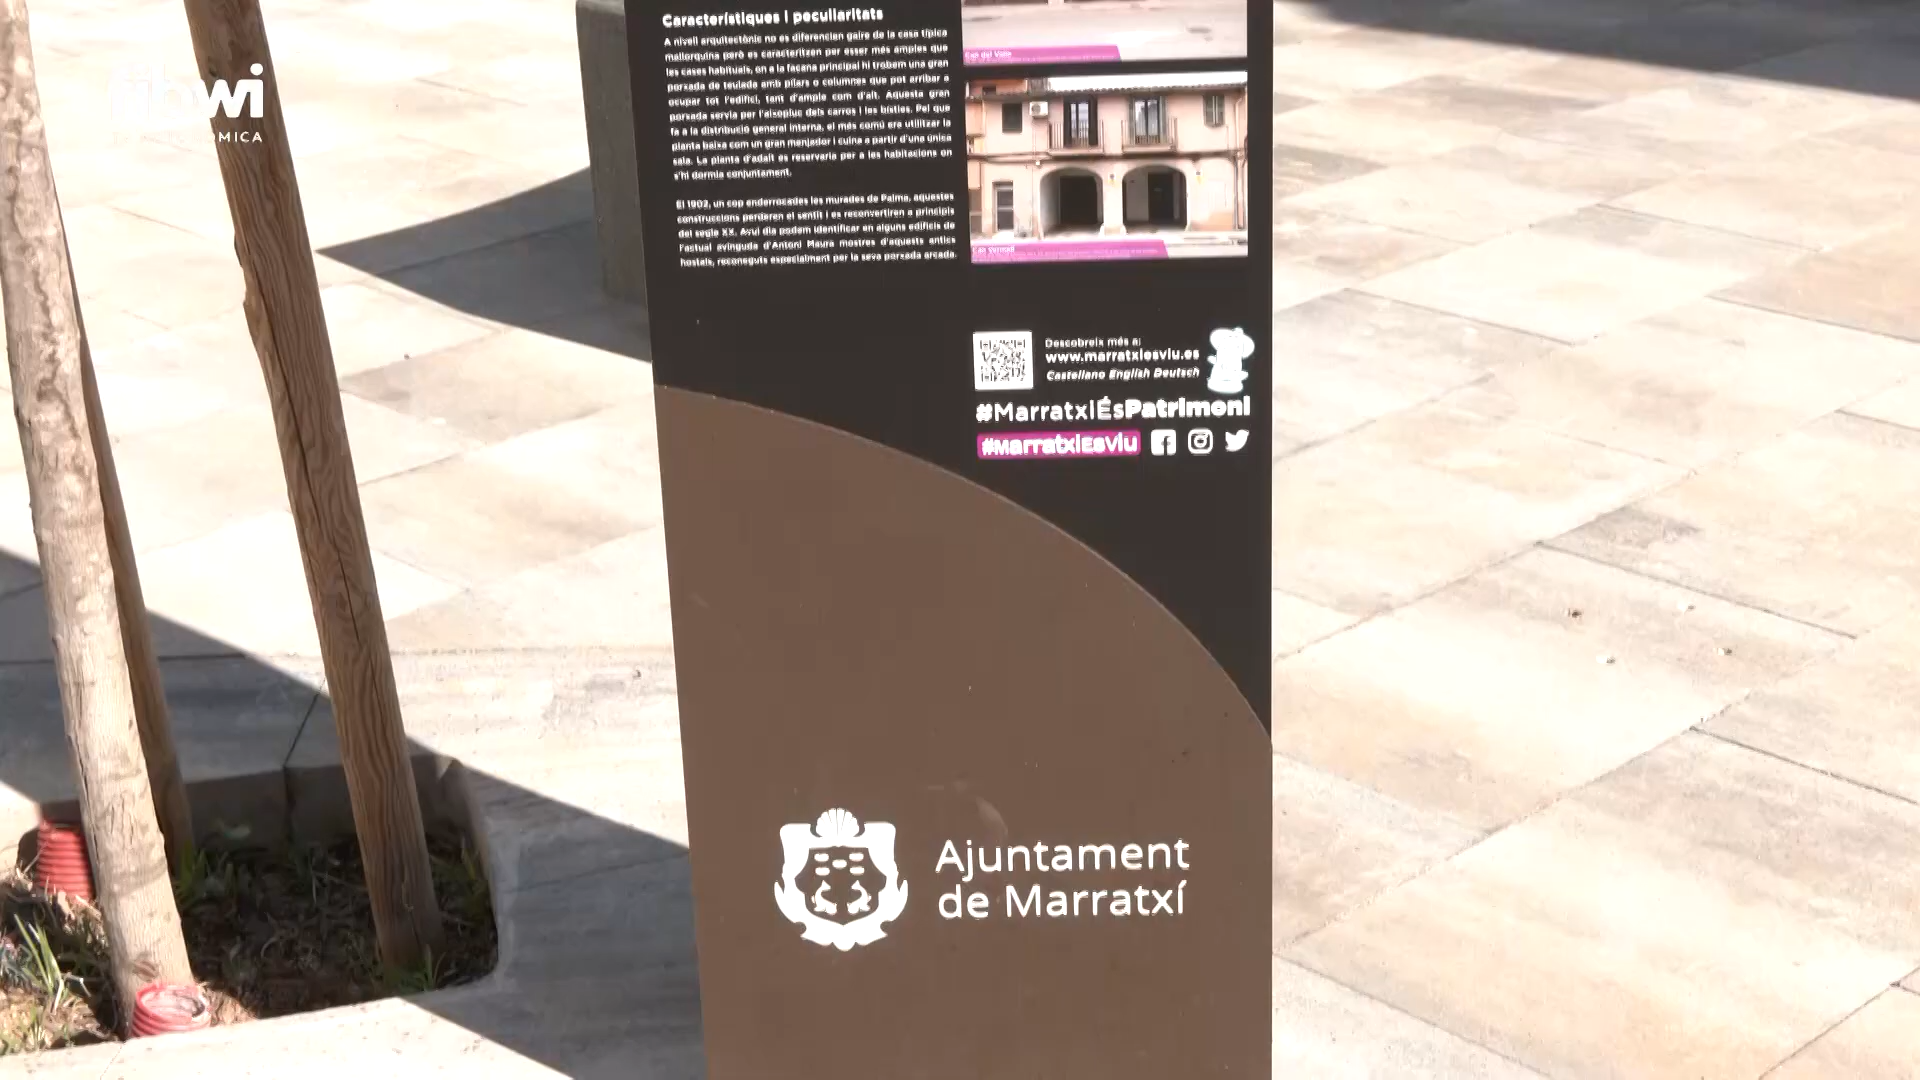 Característiques i peculiaritats
A nivell arquitectònic no es diferencien gaire de la casa típica
mallorquina però es caracteritzen per esser més amples que
les cases habituals, on a la façana principal hi trobem una gran
porxada de teulada amb pilars o columnes que pot arribar a
ocupar tot l'edifici, tant d'ample com d'alt. Aquesta gran
porxada servia per l'aixopluc dels carros i les bísties. Pel que
fa a la distribució general interna, el més comú era utilitzar la
planta baixa com un gran menjador i cuina a partir d'una única
sala. La planta d'adalt es reservaria per a les habitacions on
s'hi dormia conjuntament.
El 1902, un cop enderrocades les murades de Palma, aquestes
construccions perderen el sentit i es reconvertiren a principis
del segle XX. Avui dia podem identificar en alguns edificis de
l'actual avinguda d'Antoni Maura mostres d'aquests antics
hostals, reconeguts especialment per la seva porxada arcada.
Descobreix més a:
www.marratxiesviu.es
Castellano English Deutsch
#MarratxíÉsPatrimoni
#MarratxíEsViu
Ajuntament
de Marratxí